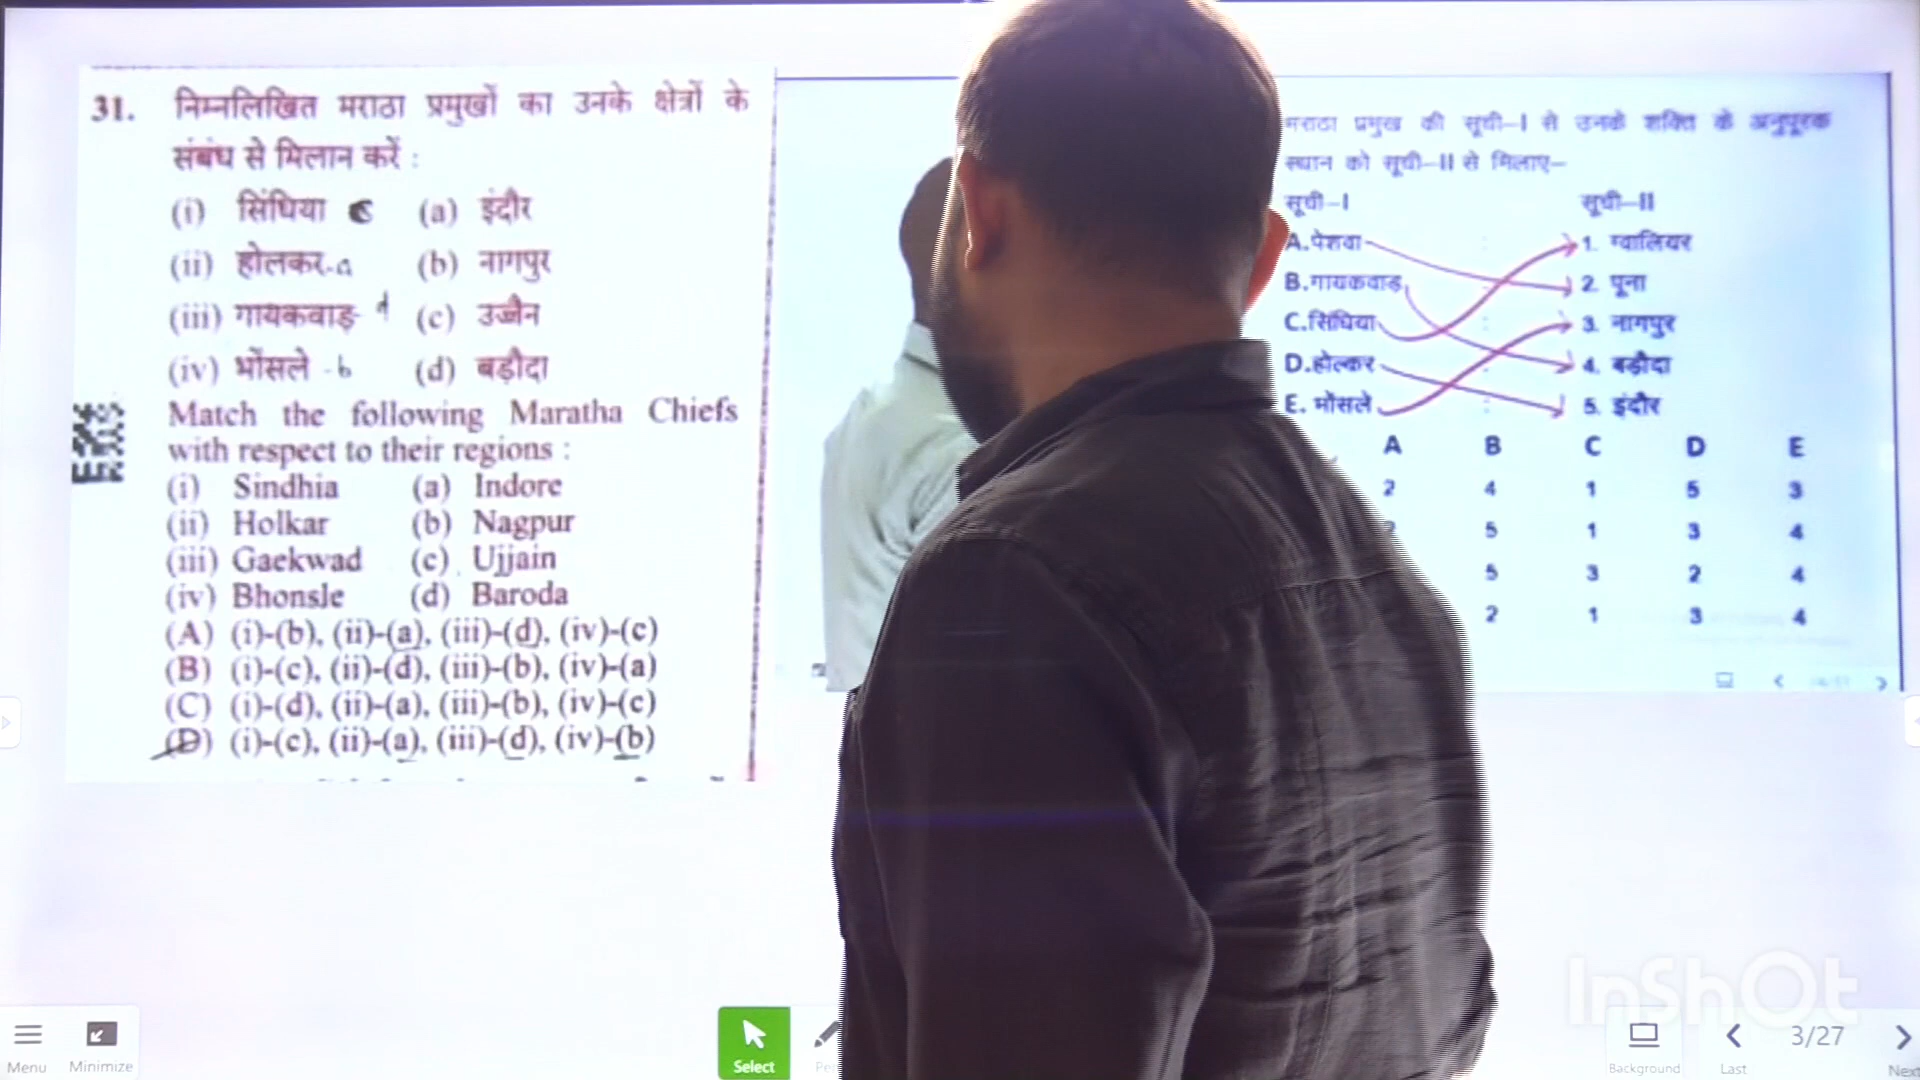 31. निम्नलिखित मराठा प्रमुखों का उनके क्षेत्रों के
संबंध से मिलान करें :
(i) सिंधिया c (a) इंदौर
(ii) होलकर-a (b) नागपुर
(iii) गायकवाड़ d (c) उज्जैन
(iv) भोंसले -b (d) बड़ौदा
Match the following Maratha Chiefs
with respect to their regions :
(i) Sindhia (a) Indore
(ii) Holkar (b) Nagpur
(iii) Gaekwad (c) Ujjain
(iv) Bhonsle (d) Baroda
(A) (i)-(b), (ii)-(a), (iii)-(d), (iv)-(c)
(B) (i)-(c), (ii)-(d), (iii)-(b), (iv)-(a)
(C) (i)-(d), (ii)-(a), (iii)-(b), (iv)-(c)
(D) (i)-(c), (ii)-(a), (iii)-(d), (iv)-(b)
मराठा प्रमुख की सूची-I से उनके शक्ति के अनुपूरक
स्थान को सूची-II से मिलाए-
सूची-I सूची-II
A.पेशवा : 1. ग्वालियर
B.गायकवाड़ : 2. पूना
C.सिंधिया : 3. नागपुर
D.होल्कर : 4. बड़ौदा
E. भोंसले : 5. इंदौर
A B C D E
2 4 1 5 3
2 5 1 3 4
5 3 2 4
2 1 3 4
InShOt
Menu Minimize Select Background Last 3/27 Next